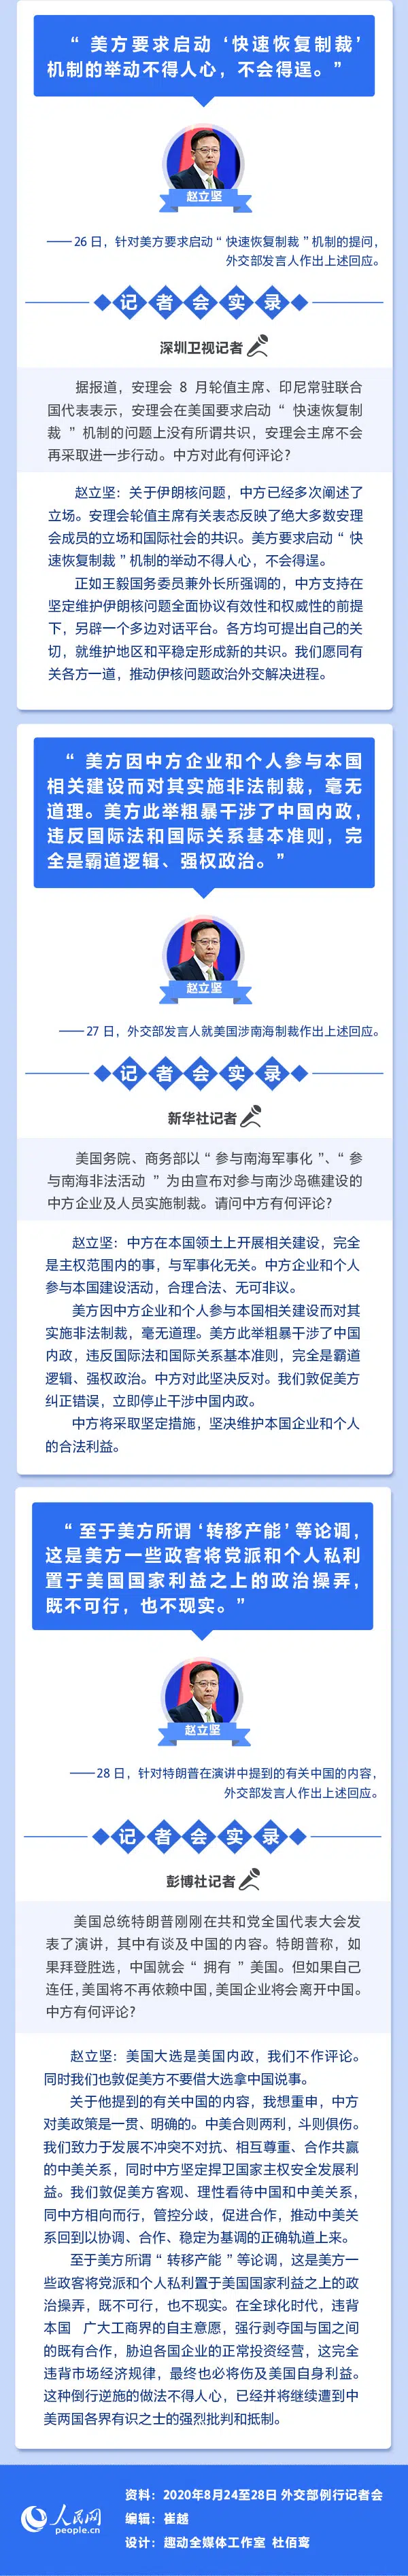 “ 美方要求启动 ‘快速恢复制裁’
机制的举动不得人心，不会得逞。”
赵立坚
——26 日，针对美方要求启动“ 快速恢复制裁 ”机制的提问，
外交部发言人作出上述回应。
记者会实录
深圳卫视记者
据报道，安理会 8 月轮值主席、印尼常驻联合
国代表表示，安理会在美国要求启动 “ 快速恢复制
裁 ” 机制的问题上没有所谓共识，安理会主席不会
再采取进一步行动。中方对此有何评论?
赵立坚：关于伊朗核问题，中方已经多次阐述了
立场。安理会轮值主席有关表态反映了绝大多数安理
会成员的立场和国际社会的共识。美方要求启动 “ 快
速恢复制裁 ”机制的举动不得人心，不会得逞。
正如王毅国务委员兼外长所强调的，中方支持在
坚定维护伊朗核问题全面协议有效性和权威性的前提
下，另辟一个多边对话平台。各方均可提出自己的关
切，就维护地区和平稳定形成新的共识。我们愿同有
关各方一道，推动伊核问题政治外交解决进程。
“ 美方因中方企业和个人参与本国
相关建设而对其实施非法制裁，毫无
道理。美方此举粗暴干涉了中国内政，
违反国际法和国际关系基本准则，完
全是霸道逻辑、强权政治。”
赵立坚
——27 日，外交部发言人就美国涉南海制裁作出上述回应。
记者会实录
新华社记者
美国务院、商务部以 “ 参与南海军事化 ”、“ 参
与南海非法活动 ” 为由宣布对参与南沙岛礁建设的
中方企业及人员实施制裁。请问中方有何评论?
赵立坚：中方在本国领土上开展相关建设，完全
是主权范围内的事，与军事化无关。中方企业和个人
参与本国建设活动，合理合法、无可非议。
美方因中方企业和个人参与本国相关建设而对其
实施非法制裁，毫无道理。美方此举粗暴干涉了中国
内政，违反国际法和国际关系基本准则，完全是霸道
逻辑、强权政治。中方对此坚决反对。我们敦促美方
纠正错误，立即停止干涉中国内政。
中方将采取坚定措施，坚决维护本国企业和个人
的合法利益。
“ 至于美方所谓 ‘转移产能’ 等论调，
这是美方一些政客将党派和个人私利
置于美国国家利益之上的政治操弄，
既不可行，也不现实。”
赵立坚
——28 日，针对特朗普在演讲中提到的有关中国的内容，
外交部发言人作出上述回应。
记者会实录
彭博社记者
美国总统特朗普刚刚在共和党全国代表大会发
表了演讲，其中有谈及中国的内容。特朗普称，如
果拜登胜选，中国就会 “ 拥有 ” 美国。但如果自己
连任，美国将不再依赖中国，美国企业将会离开中国。
中方有何评论?
赵立坚：美国大选是美国内政，我们不作评论。
同时我们也敦促美方不要借大选拿中国说事。
关于他提到的有关中国的内容，我想重申，中方
对美政策是一贯、明确的。中美合则两利，斗则俱伤。
我们致力于发展不冲突不对抗、相互尊重、合作共赢
的中美关系，同时中方坚定捍卫国家主权安全发展利
益。我们敦促美方客观、理性看待中国和中美关系，
同中方相向而行，管控分歧，促进合作，推动中美关
系回到以协调、合作、稳定为基调的正确轨道上来。
至于美方所谓 “ 转移产能 ” 等论调，这是美方一
些政客将党派和个人私利置于美国国家利益之上的政
治操弄，既不可行，也不现实。在全球化时代，违背
本国 广大工商界的自主意愿，强行剥夺国与国之间
的既有合作，胁迫各国企业的正常投资经营，这完全
违背市场经济规律，最终也必将伤及美国自身利益。
这种倒行逆施的做法不得人心，已经并将继续遭到中
美两国各界有识之士的强烈批判和抵制。
人民网
people.cn
资料：2020年8月24至28日 外交部例行记者会
编辑：崔越
设计：趣动全媒体工作室 杜佰鸾